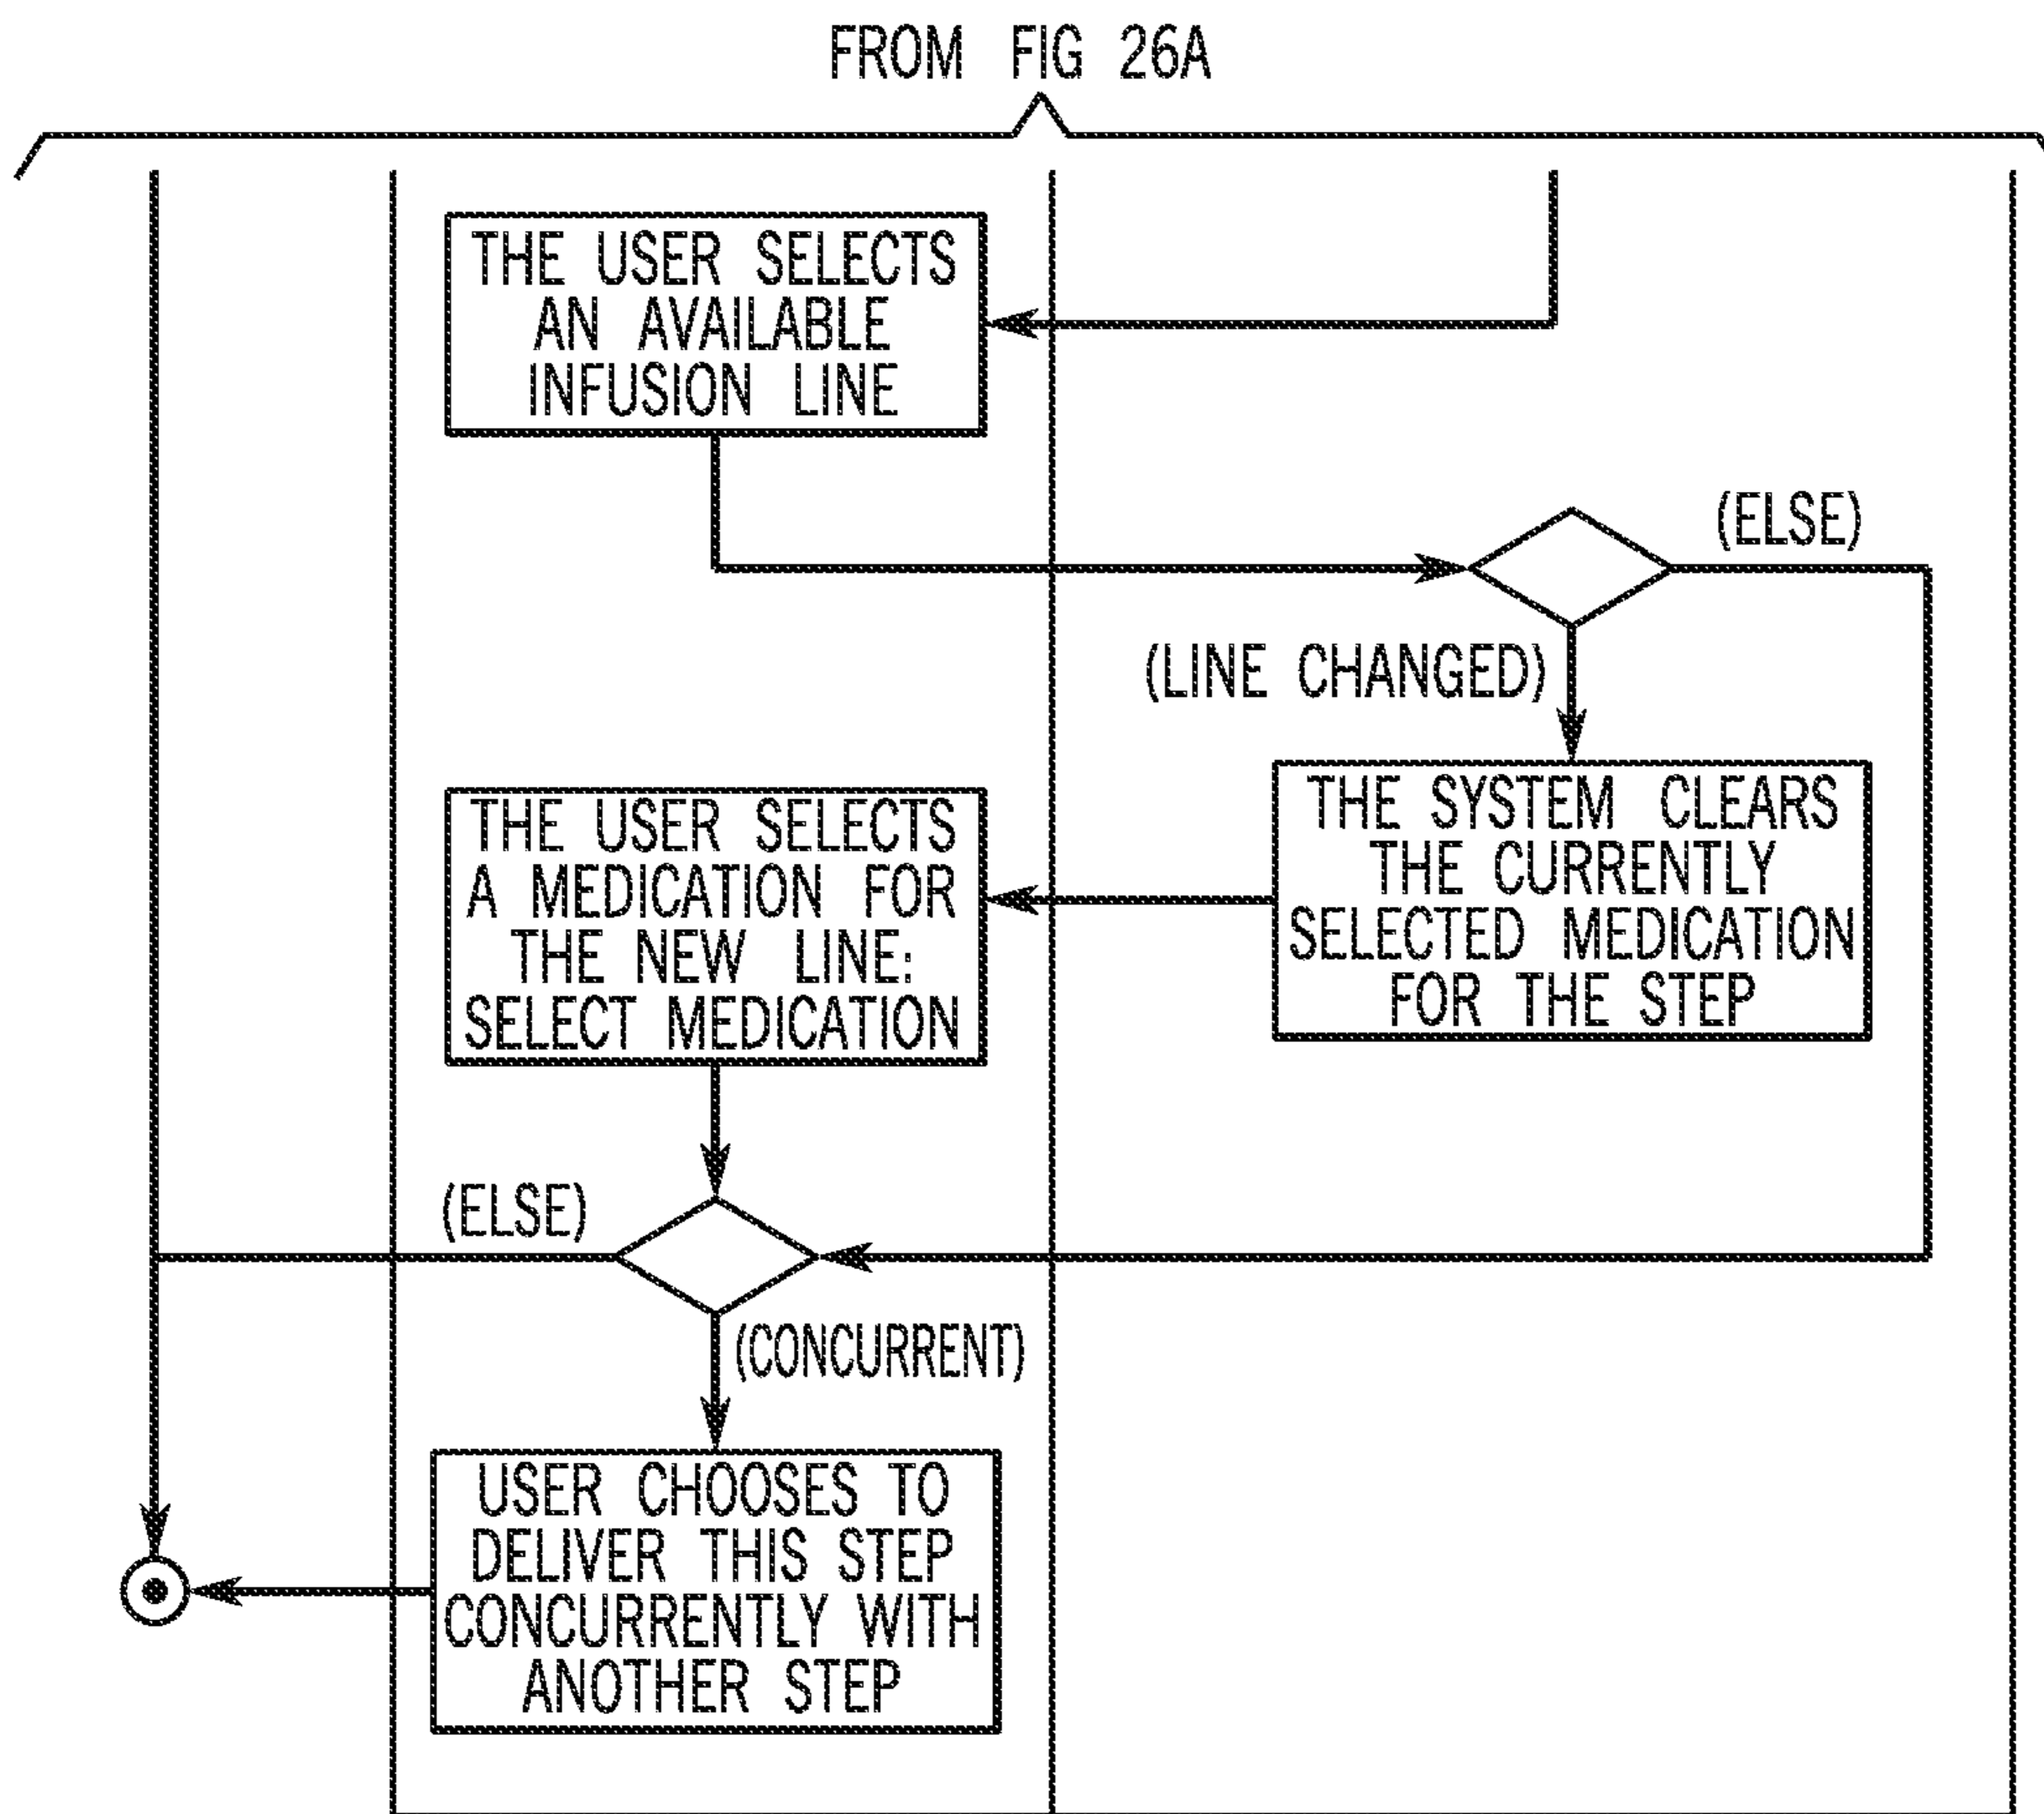 FROM FIG 26A
THE USER SELECTS
AN AVAILABLE
INFUSION LINE
(ELSE)
(LINE CHANGED)
THE SYSTEM CLEARS
THE CURRENTLY
SELECTED MEDICATION
FOR THE STEP
THE USER SELECTS
A MEDICATION FOR
THE NEW LINE:
SELECT MEDICATION
(ELSE)
(CONCURRENT)
USER CHOOSES TO
DELIVER THIS STEP
CONCURRENTLY WITH
ANOTHER STEP